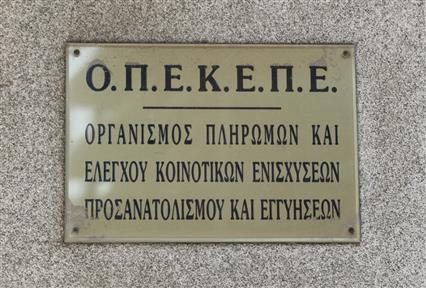 Ο.Π.Ε.Κ.Ε.Π.Ε.
ΟΡΓΑΝΙΣΜΟΣ ΠΛΗΡΩΜΩΝ ΚΑΙ
ΕΛΕΓΧΟΥ ΚΟΙΝΟΤΙΚΩΝ ΕΝΙΣΧΥΣΕΩΝ
ΠΡΟΣΑΝΑΤΟΛΙΣΜΟΥ ΚΑΙ ΕΓΓΥΗΣΕΩΝ